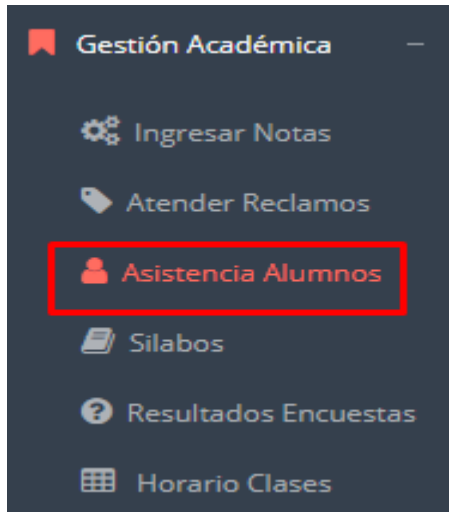 Gestión Académica
Ingresar Notas
Atender Reclamos
Asistencia Alumnos
Silabos
Resultados Encuestas
Horario Clases